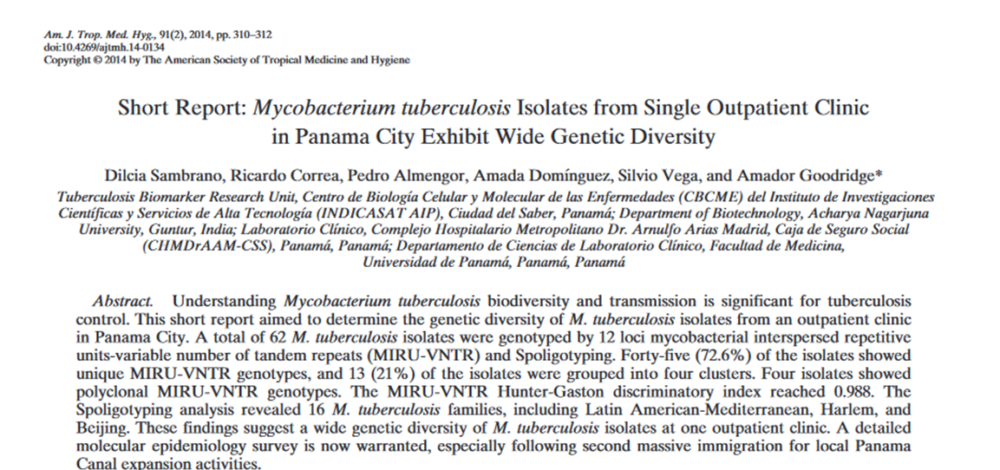 Am. J. Trop. Med. Hyg., 91(2), 2014, pp. 310–312
doi:10.4269/ajtmh.14-0134
Copyright © 2014 by The American Society of Tropical Medicine and Hygiene
Short Report: Mycobacterium tuberculosis Isolates from Single Outpatient Clinic
in Panama City Exhibit Wide Genetic Diversity
Dilcia Sambrano, Ricardo Correa, Pedro Almengor, Amada Domínguez, Silvio Vega, and Amador Goodridge*
Tuberculosis Biomarker Research Unit, Centro de Biología Celular y Molecular de las Enfermedades (CBCME) del Instituto de Investigaciones
Científicas y Servicios de Alta Tecnología (INDICASAT AIP), Ciudad del Saber, Panamá; Department of Biotechnology, Acharya Nagarjuna
University, Guntur, India; Laboratorio Clínico, Complejo Hospitalario Metropolitano Dr. Arnulfo Arias Madrid, Caja de Seguro Social
(CHMDrAAM-CSS), Panamá, Panamá; Departamento de Ciencias de Laboratorio Clínico, Facultad de Medicina,
Universidad de Panamá, Panamá, Panamá
Abstract. Understanding Mycobacterium tuberculosis biodiversity and transmission is significant for tuberculosis
control. This short report aimed to determine the genetic diversity of M. tuberculosis isolates from an outpatient clinic
in Panama City. A total of 62 M. tuberculosis isolates were genotyped by 12 loci mycobacterial interspersed repetitive
units-variable number of tandem repeats (MIRU-VNTR) and Spoligotyping. Forty-five (72.6%) of the isolates showed
unique MIRU-VNTR genotypes, and 13 (21%) of the isolates were grouped into four clusters. Four isolates showed
polyclonal MIRU-VNTR genotypes. The MIRU-VNTR Hunter-Gaston discriminatory index reached 0.988. The
Spoligotyping analysis revealed 16 M. tuberculosis families, including Latin American-Mediterranean, Harlem, and
Beijing. These findings suggest a wide genetic diversity of M. tuberculosis isolates at one outpatient clinic. A detailed
molecular epidemiology survey is now warranted, especially following second massive immigration for local Panama
Canal expansion activities.